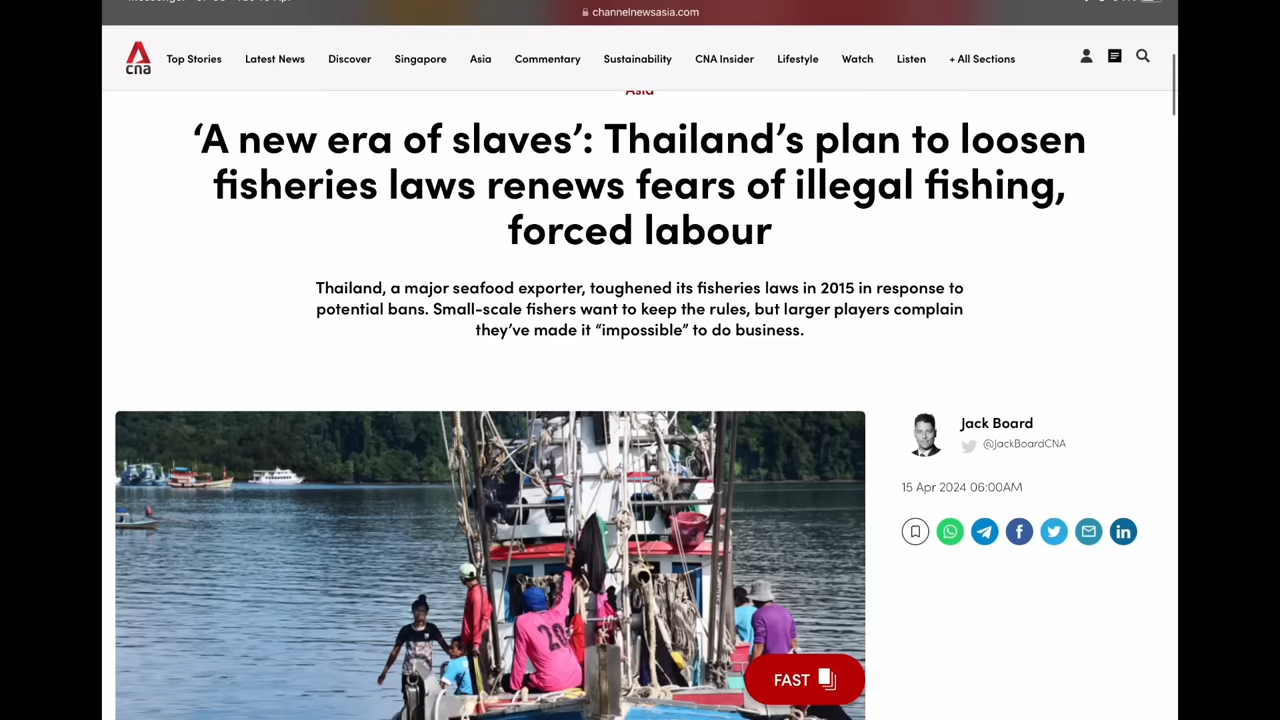 channelnewsasia.com
cna
Top Stories
Latest News
Discover
Singapore
Asia
Commentary
Sustainability
CNA Insider
Lifestyle
Watch
Listen
+ All Sections
Asia
‘A new era of slaves’: Thailand’s plan to loosen
fisheries laws renews fears of illegal fishing,
forced labour
Thailand, a major seafood exporter, toughened its fisheries laws in 2015 in response to
potential bans. Small-scale fishers want to keep the rules, but larger players complain
they’ve made it “impossible” to do business.
Jack Board
@JackBoardCNA
15 Apr 2024 06:00AM
FAST